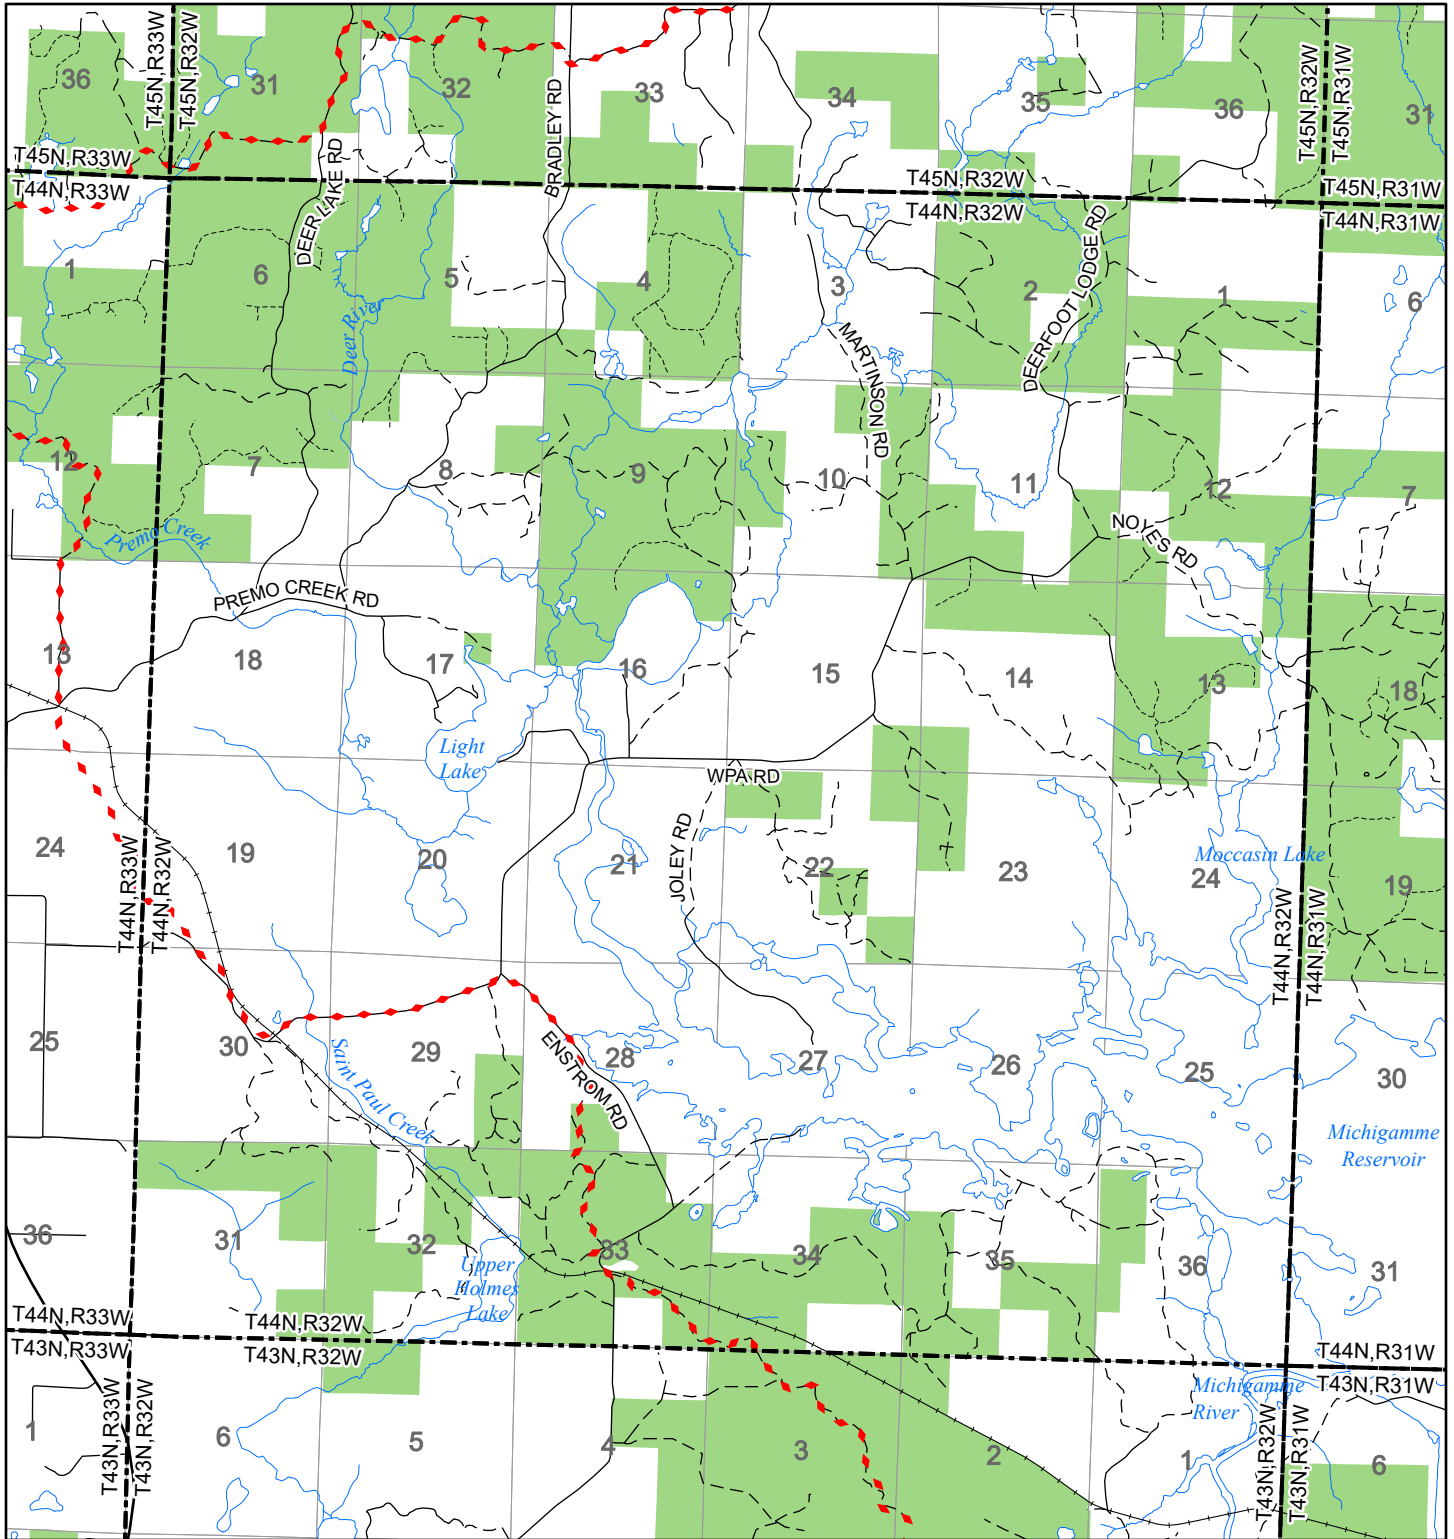 T45N,R33W
T45N,R32W
T45N,R32W
T45N,R31W
36
31
32
33
34
35
36
31
BRADLEY RD
DEER LAKE RD
T45N,R33W
T44N,R33W
T45N,R32W
T44N,R32W
T45N,R31W
T44N,R31W
1
6
5
4
3
2
1
6
DEERFOOT LODGE RD
Deer River
MARTINSON RD
12
7
8
9
10
11
12
7
Premo Creek
NOYES RD
PREMO CREEK RD
13
18
17
16
15
14
13
18
Light
Lake
WPA RD
JOLEY RD
24
19
20
21
22
23
24
19
Moccasin Lake
T44N,R33W
T44N,R32W
T44N,R32W
T44N,R31W
25
30
29
28
27
26
25
30
Saint Paul Creek
ENSTROM RD
Michigamme
Reservoir
36
31
32
33
34
35
36
31
Upper
Holmes
Lake
T44N,R33W
T43N,R33W
T44N,R32W
T43N,R32W
T44N,R31W
T43N,R31W
Michigamme
River
T43N,R33W
T43N,R32W
T43N,R32W
T43N,R31W
1
6
5
4
3
2
1
6